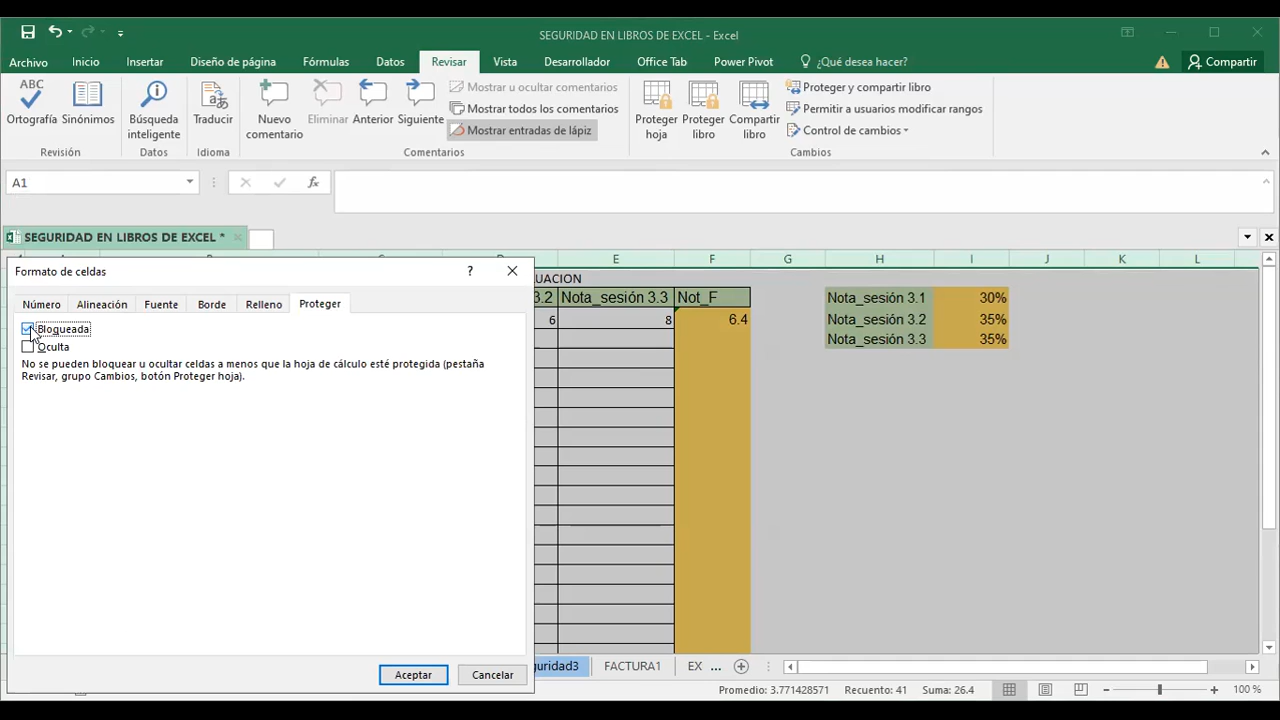 SEGURIDAD EN LIBROS DE EXCEL - Excel
Archivo Inicio Insertar Diseño de página Fórmulas Datos Revisar Vista Desarrollador Office Tab Power Pivot ¿Qué desea hacer? Compartir
ABC
Ortografía Sinónimos
Búsqueda inteligente
Traducir
Nuevo comentario
Eliminar Anterior Siguiente
Mostrar u ocultar comentarios
Mostrar todos los comentarios
Mostrar entradas de lápiz
Proteger hoja
Proteger libro
Compartir libro
Proteger y compartir libro
Permitir a usuarios modificar rangos
Control de cambios
Revisión Datos Idioma Comentarios Cambios
A1 fx
SEGURIDAD EN LIBROS DE EXCEL *
E F G H I J K L
Formato de celdas ?
Número Alineación Fuente Borde Relleno Proteger
Bloqueada
Oculta
No se pueden bloquear u ocultar celdas a menos que la hoja de cálculo esté protegida (pestaña
Revisar, grupo Cambios, botón Proteger hoja).
Aceptar Cancelar
UACION
3.2 Nota_sesión 3.3 Not_F
6 8 6.4
Nota_sesión 3.1 30%
Nota_sesión 3.2 35%
Nota_sesión 3.3 35%
guridad3 FACTURA1 EX ...
Promedio: 3.771428571 Recuento: 41 Suma: 26.4 100 %